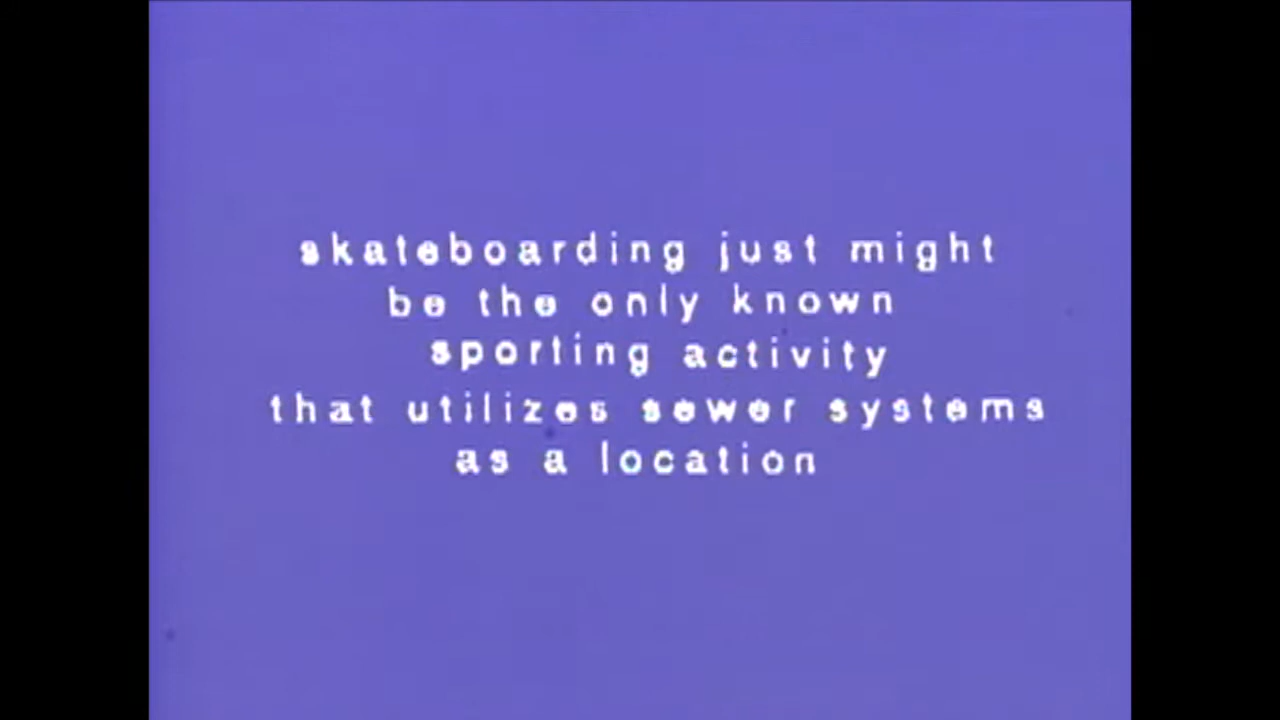 skateboarding just might
be the only known
sporting activity
that utilizes sewer systems
as a location